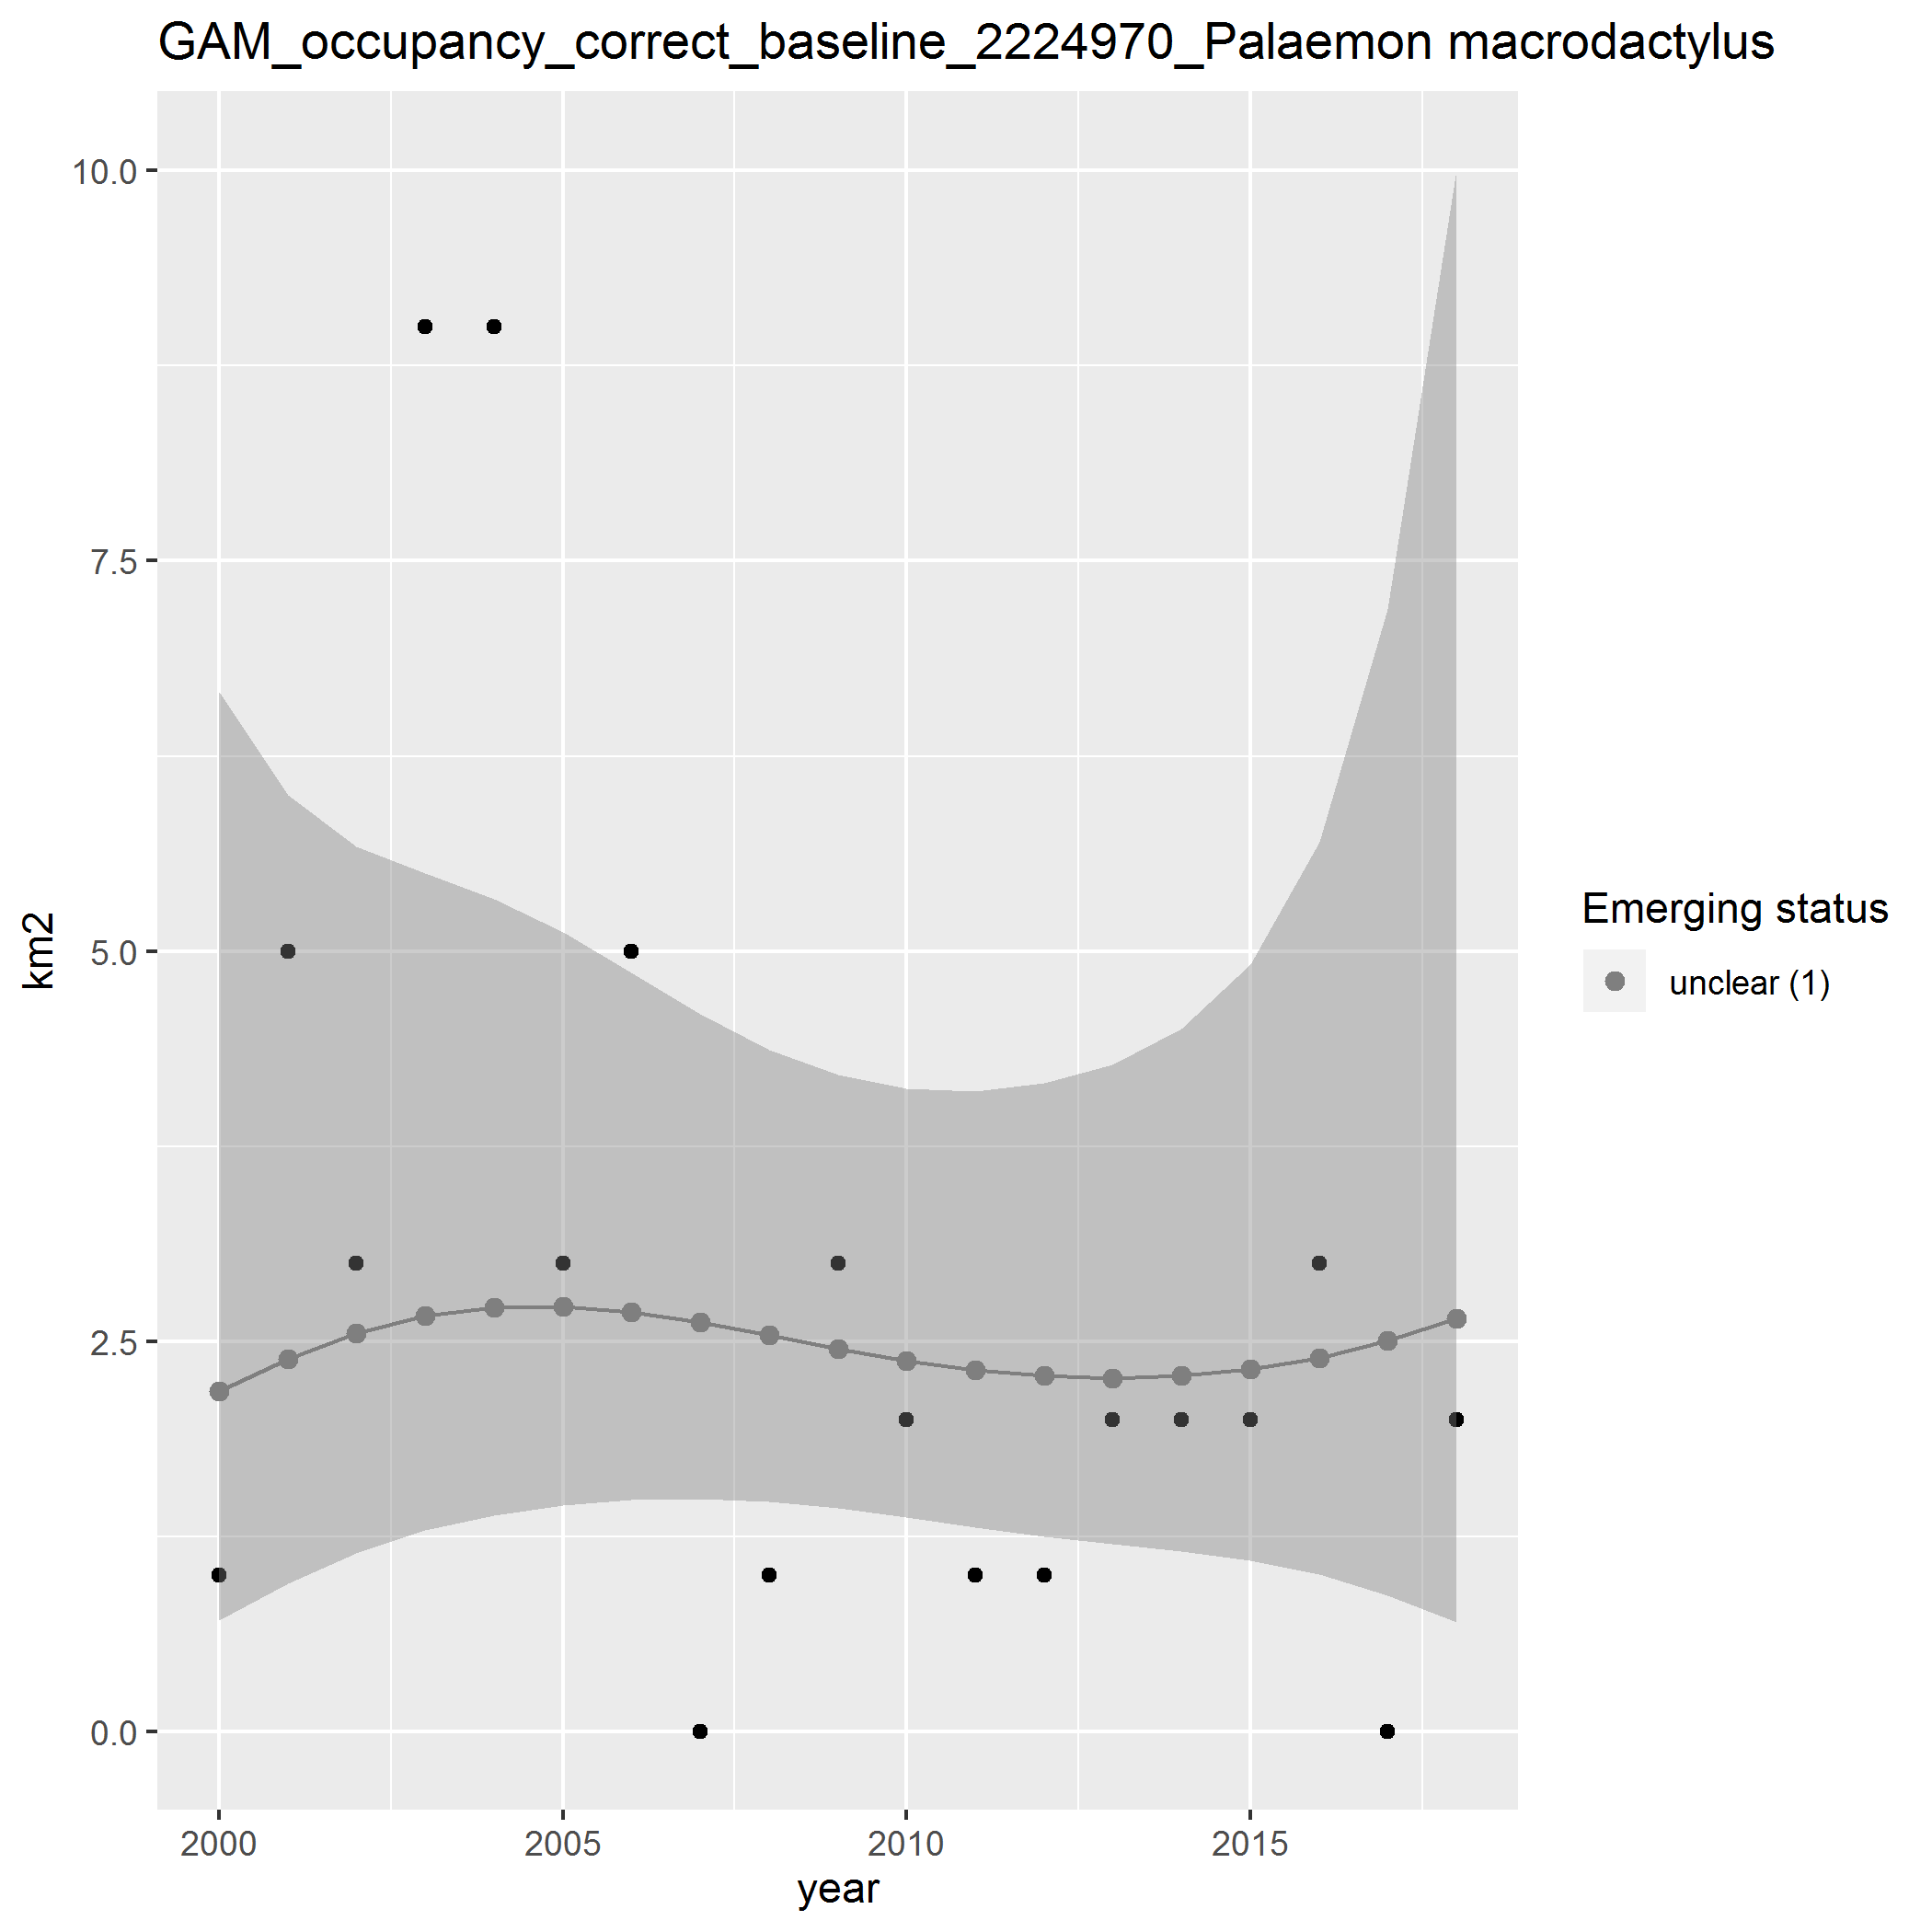 GAM_occupancy_correct_baseline_2224970_Palaemon macrodactylus
10.0
7.5
5.0
2.5
0.0
km2
2000
2005
2010
2015
year
Emerging status
unclear (1)